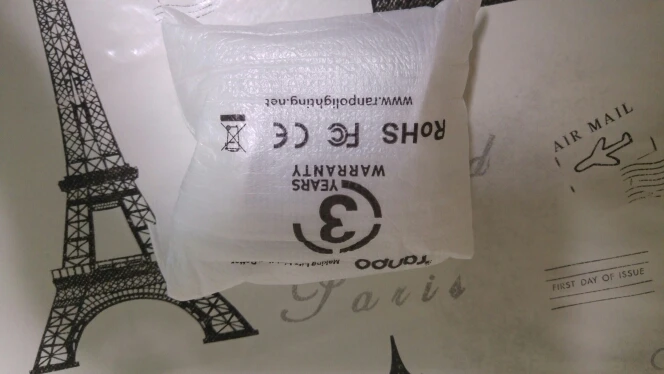 ranpo
3 YEARS
WARRANTY
RoHS FC CE
www.ranpolighting.net
AIR MAIL
FIRST DAY OF ISSUE
Paris